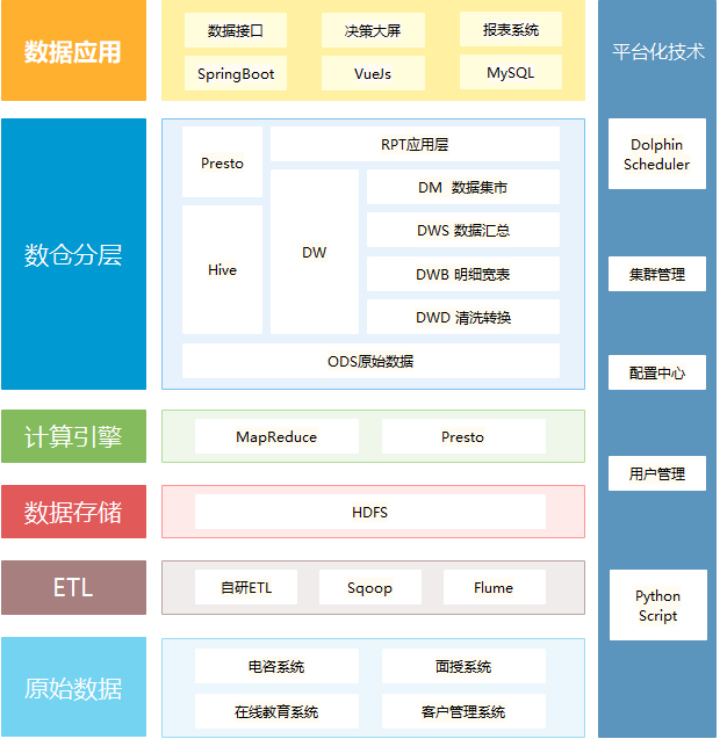 数据应用
数据接口
决策大屏
报表系统
SpringBoot
VueJs
MySQL
数仓分层
Presto
Hive
RPT应用层
DW
DM 数据集市
DWS 数据汇总
DWB 明细宽表
DWD 清洗转换
ODS原始数据
计算引擎
MapReduce
Presto
数据存储
HDFS
ETL
自研ETL
Sqoop
Flume
原始数据
电咨系统
面授系统
在线教育系统
客户管理系统
平台化技术
Dolphin
Scheduler
集群管理
配置中心
用户管理
Python
Script